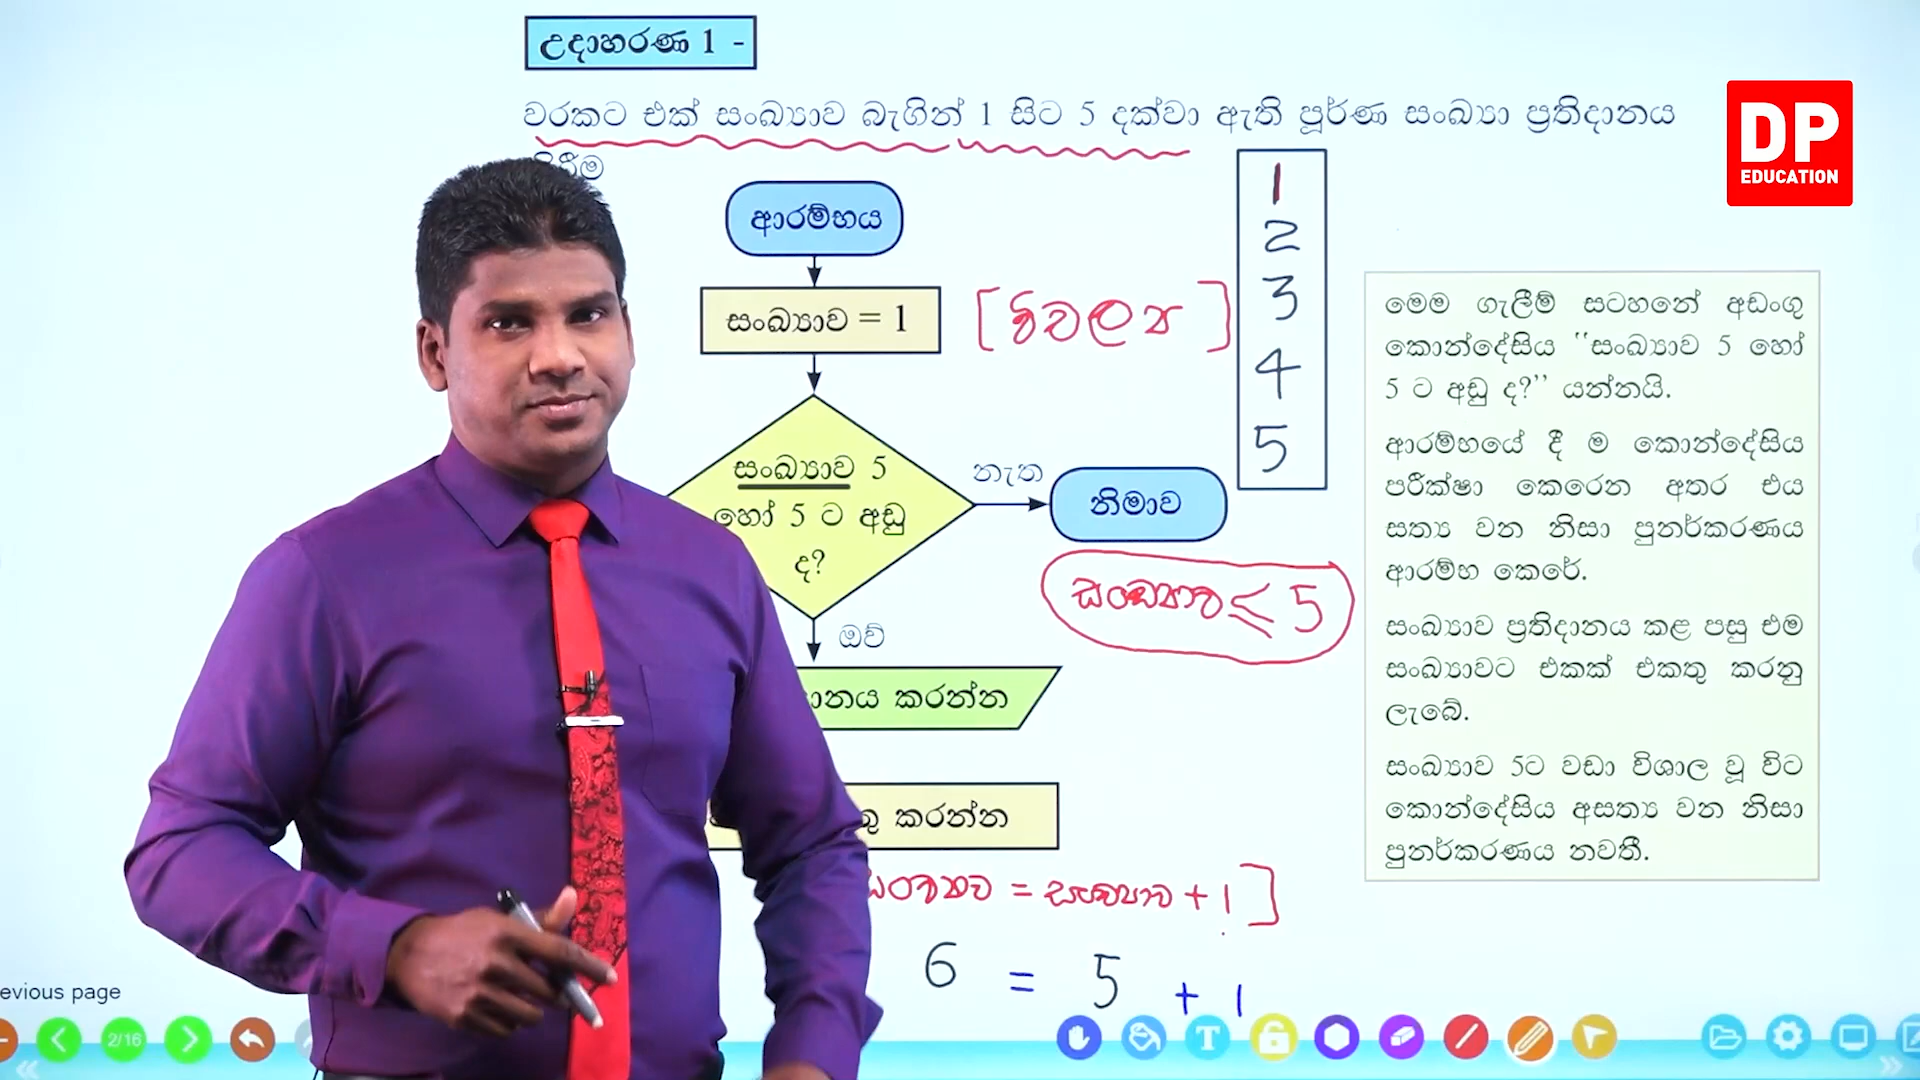 උදාහරණ 1 -
වරකට එක් සංඛ්‍යාව බැගින් 1 සිට 5 දක්වා ඇති පූර්ණ සංඛ්‍යා ප්‍රතිදානය
ආරම්භය
සංඛ්‍යාව = 1
[විචල්‍ය]
1
2
3
4
5
සංඛ්‍යාව 5
හෝ 5 ට අඩු
ද?
නැත
නිමාව
සංඛ්‍යාව ≤ 5
ඔව්
කරන්න
කරන්න
සංඛ්‍යාව = සංඛ්‍යාව + 1]
6 = 5 + 1
DP
EDUCATION
මෙම ගැලීම් සටහනේ අඩංගු
කොන්දේසිය ‘‘සංඛ්‍යාව 5 හෝ
5 ට අඩු ද?’’ යන්නයි.
ආරම්භයේ දී ම කොන්දේසිය
පරීක්ෂා කෙරෙන අතර එය
සත්‍ය වන නිසා පුනර්කරණය
ආරම්භ කෙරේ.
සංඛ්‍යාව ප්‍රතිදානය කළ පසු එම
සංඛ්‍යාවට එකක් එකතු කරනු
ලැබේ.
සංඛ්‍යාව 5ට වඩා විශාල වූ විට
කොන්දේසිය අසත්‍ය වන නිසා
පුනර්කරණය නවතී.
page
2/16
T